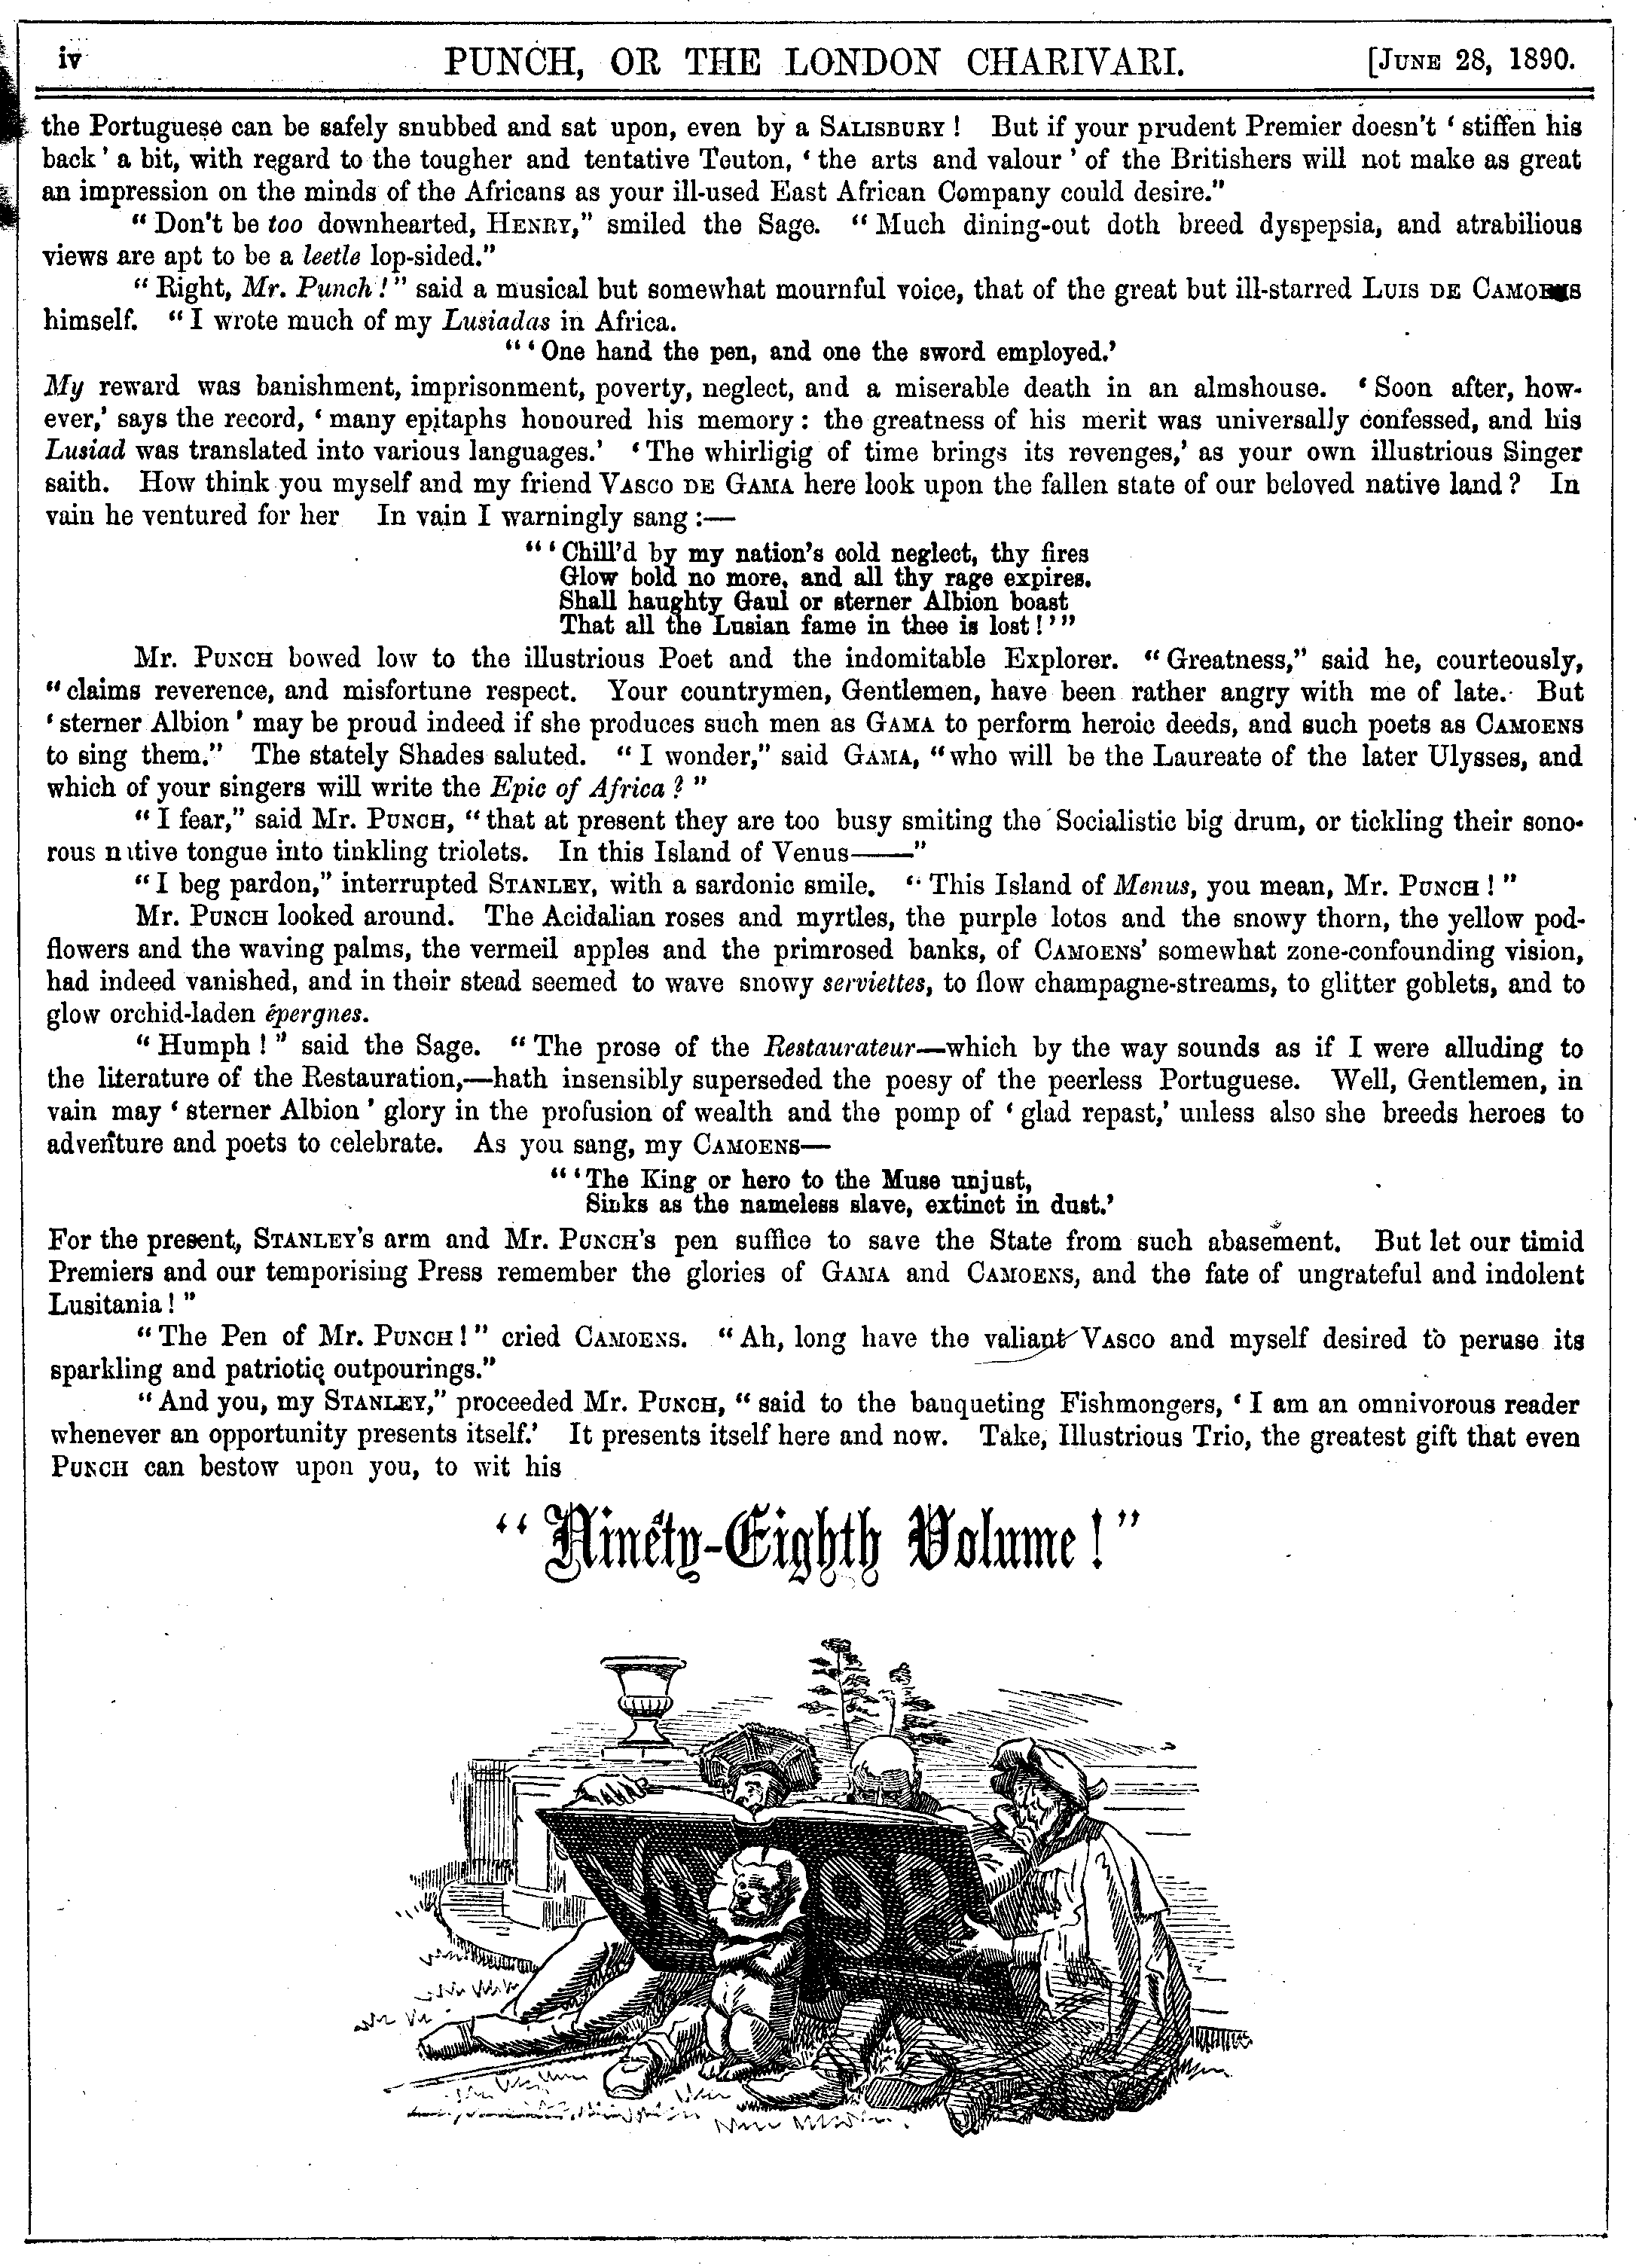 iv PUNCH, OR THE LONDON CHARIVARI. [JUNE 28, 1890.
the Portuguese can be safely snubbed and sat upon, even by a SALISBURY! But if your prudent Premier doesn't 'stiffen his
back' a bit, with regard to the tougher and tentative Teuton, 'the arts and valour' of the Britishers will not make as great
an impression on the minds of the Africans as your ill-used East African Company could desire."
"Don't be too downhearted, HENRY," smiled the Sage. "Much dining-out doth breed dyspepsia, and atrabilious
views are apt to be a leetle lop-sided."
"Right, Mr. Punch!" said a musical but somewhat mournful voice, that of the great but ill-starred LUIS DE CAMOENS
himself. "I wrote much of my Lusiadas in Africa.
"'One hand the pen, and one the sword employed.'
My reward was banishment, imprisonment, poverty, neglect, and a miserable death in an almshouse. 'Soon after, how-
ever,' says the record, 'many epitaphs honoured his memory: the greatness of his merit was universally confessed, and his
Lusiad was translated into various languages.' 'The whirligig of time brings its revenges,' as your own illustrious Singer
saith. How think you myself and my friend VASCO DE GAMA here look upon the fallen state of our beloved native land? In
vain he ventured for her In vain I warningly sang:—
"'Chill'd by my nation's cold neglect, thy fires
Glow bold no more, and all thy rage expires.
Shall haughty Gaul or sterner Albion boast
That all the Lusian fame in thee is lost!'"
Mr. PUNCH bowed low to the illustrious Poet and the indomitable Explorer. "Greatness," said he, courteously,
"claims reverence, and misfortune respect. Your countrymen, Gentlemen, have been rather angry with me of late. But
'sterner Albion' may be proud indeed if she produces such men as GAMA to perform heroic deeds, and such poets as CAMOENS
to sing them." The stately Shades saluted. "I wonder," said GAMA, "who will be the Laureate of the later Ulysses, and
which of your singers will write the Epic of Africa?"
"I fear," said Mr. PUNCH, "that at present they are too busy smiting the Socialistic big drum, or tickling their sono-
rous native tongue into tinkling triolets. In this Island of Venus——"
"I beg pardon," interrupted STANLEY, with a sardonic smile. "This Island of Menus, you mean, Mr. PUNCH!"
Mr. PUNCH looked around. The Acidalian roses and myrtles, the purple lotos and the snowy thorn, the yellow pod-
flowers and the waving palms, the vermeil apples and the primrosed banks, of CAMOENS' somewhat zone-confounding vision,
had indeed vanished, and in their stead seemed to wave snowy serviettes, to flow champagne-streams, to glitter goblets, and to
glow orchid-laden épergnes.
"Humph!" said the Sage. "The prose of the Restaurateur—which by the way sounds as if I were alluding to
the literature of the Restauration,—hath insensibly superseded the poesy of the peerless Portuguese. Well, Gentlemen, in
vain may 'sterner Albion' glory in the profusion of wealth and the pomp of 'glad repast,' unless also she breeds heroes to
adventure and poets to celebrate. As you sang, my CAMOENS—
"'The King or hero to the Muse unjust,
Sinks as the nameless slave, extinct in dust.'
For the present, STANLEY'S arm and Mr. PUNCH'S pen suffice to save the State from such abasement. But let our timid
Premiers and our temporising Press remember the glories of GAMA and CAMOENS, and the fate of ungrateful and indolent
Lusitania!"
"The Pen of Mr. PUNCH!" cried CAMOENS. "Ah, long have the valiant VASCO and myself desired to peruse its
sparkling and patriotic outpourings."
"And you, my STANLEY," proceeded Mr. PUNCH, "said to the banqueting Fishmongers, 'I am an omnivorous reader
whenever an opportunity presents itself.' It presents itself here and now. Take, Illustrious Trio, the greatest gift that even
PUNCH can bestow upon you, to wit his
"Ninety-Eighth Volume!"
Vol 98